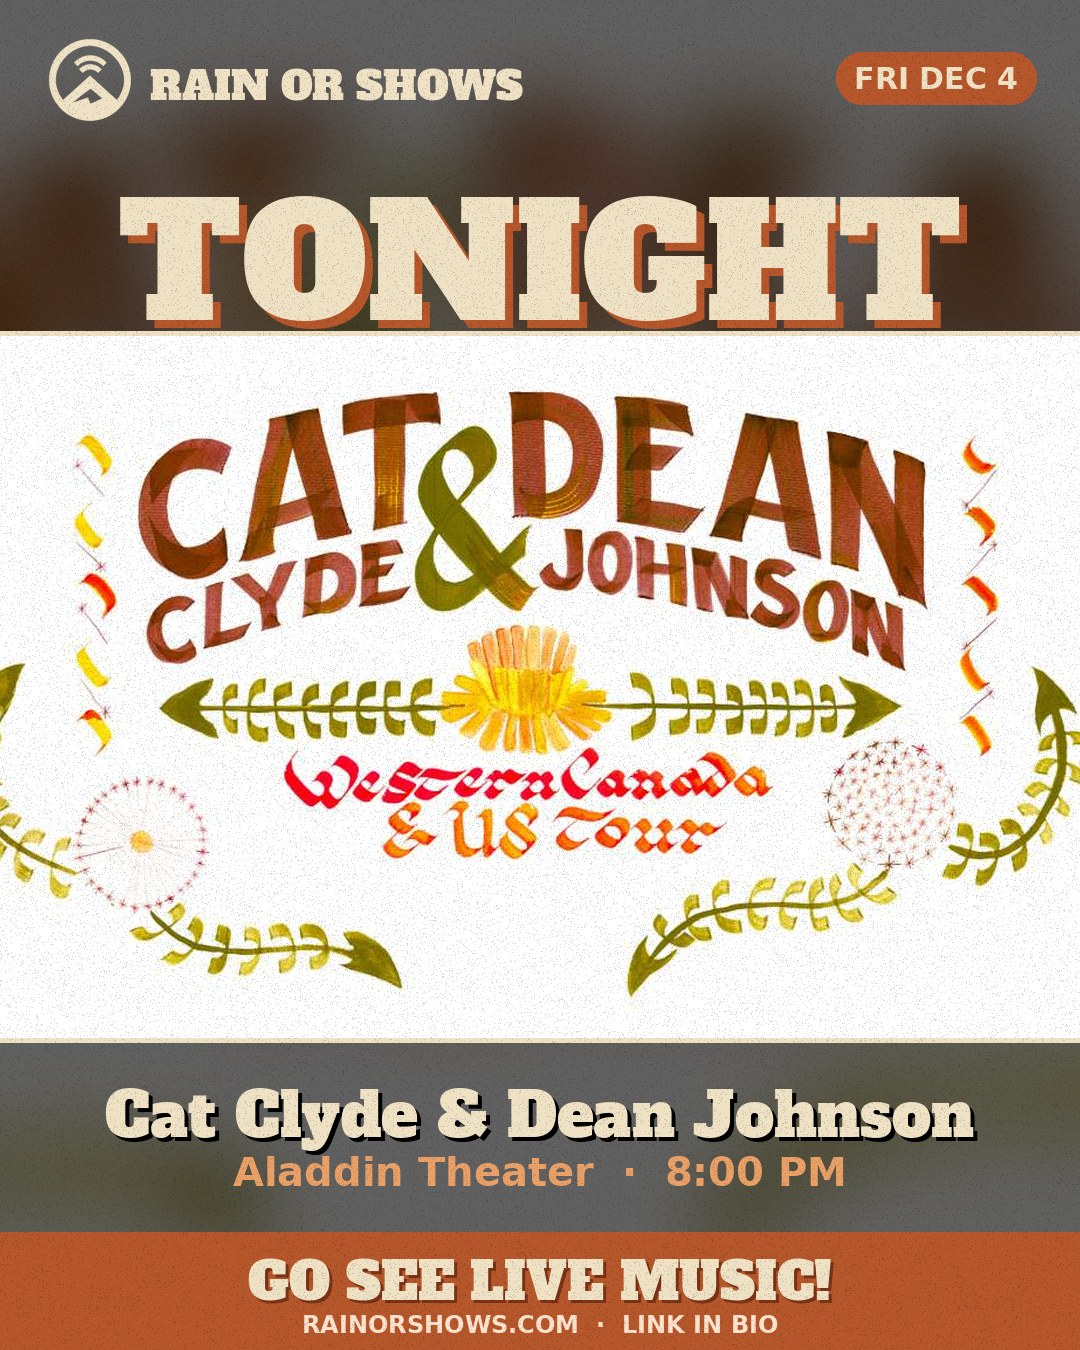 RAIN OR SHOWS
FRI DEC 4
TONIGHT
CAT & DEAN
CLYDE JOHNSON
Western Canada
& US Tour
Cat Clyde & Dean Johnson
Aladdin Theater · 8:00 PM
GO SEE LIVE MUSIC!
RAINORSHOWS.COM · LINK IN BIO